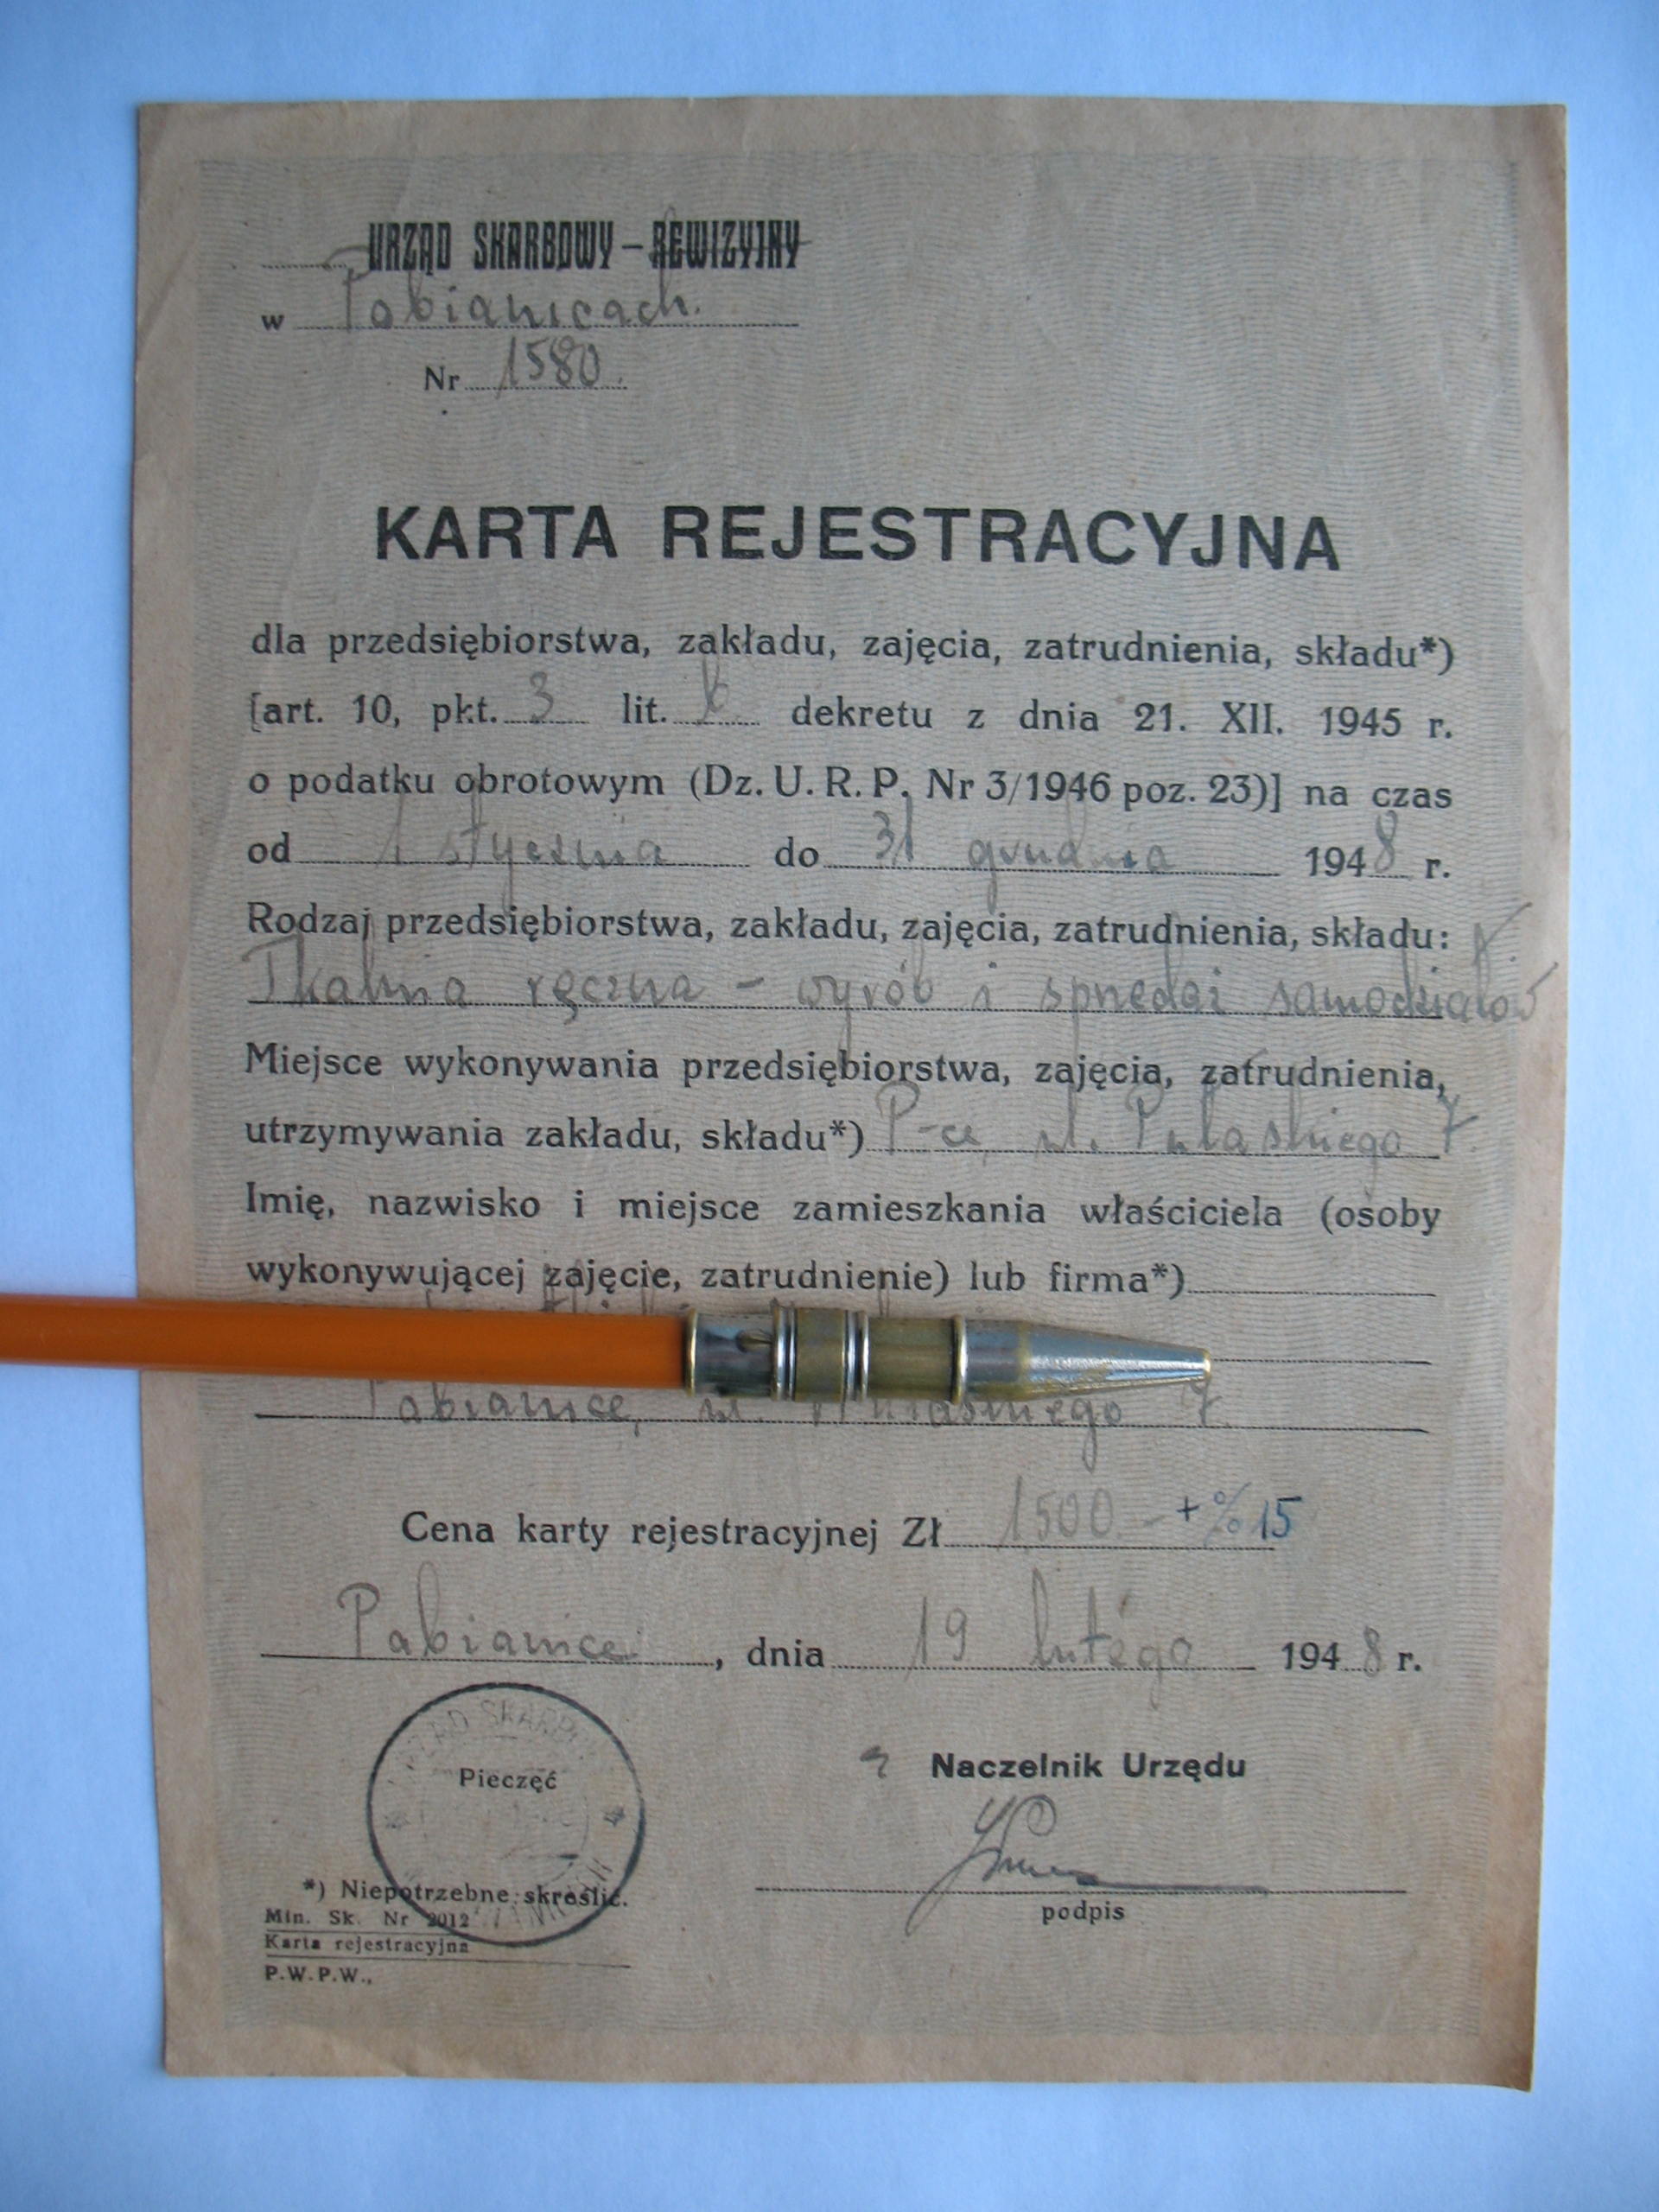 URZĄD SKARBOWY – REWIZYJNY
w Pabianicach.
Nr 1580.
KARTA REJESTRACYJNA
dla przedsiębiorstwa, zakładu, zajęcia, zatrudnienia, składu*)
[art. 10, pkt. 3 lit. dekretu z dnia 21. XII. 1945 r.
o podatku obrotowym (Dz. U. R. P. Nr 3/1946 poz. 23)] na czas
od 1 stycznia do 31 grudnia 1948 r.
Rodzaj przedsiębiorstwa, zakładu, zajęcia, zatrudnienia, składu:
Tkalnia ręczna – wyrób i sprzedaż samodziałów
Miejsce wykonywania przedsiębiorstwa, zajęcia, zatrudnienia,
utrzymywania zakładu, składu*) P-ce, ul. Pułaskiego 7.
Imię, nazwisko i miejsce zamieszkania właściciela (osoby
wykonywującej zajęcie, zatrudnienie) lub firma*)
Pabianice, ul. Pułaskiego 7.
Cena karty rejestracyjnej Zł 1500 – + % 15
Pabianice, dnia 19 lutego 1948 r.
URZĄD SKARBOWY
Pieczęć
Naczelnik Urzędu
podpis
*) Niepotrzebne skreślić.
Min. Sk. Nr 2012
Karta rejestracyjna
P.W.P.W.,